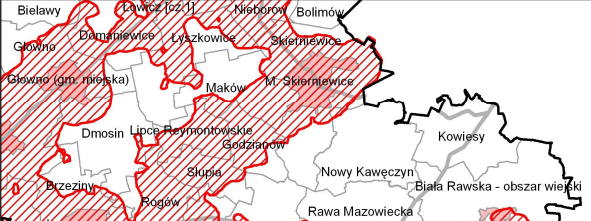 Bielawy
Łowicz [cz.1]
Nieborów
Bolimów
Głowno
Domaniewice
Łyszkowice
Skierniewice
Głowno (gm. miejska)
Maków
M. Skierniewice
Dmosin
Lipce Reymontowskie
Godzianów
Kowiesy
Słupia
Nowy Kawęczyn
Brzeziny
Biała Rawska - obszar wiejski
Rogów
Rawa Mazowiecka